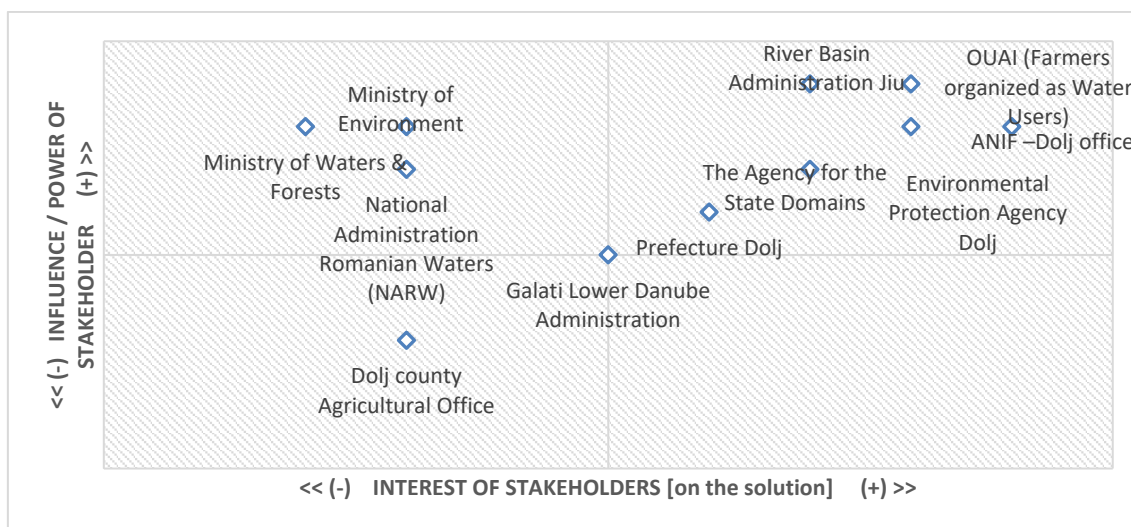 River Basin
Administration Jiu
OUAI (Farmers
organized as Water
Users)
ANIF –Dolj office
Ministry of
Environment
Ministry of Waters &
Forests
National
Administration
Romanian Waters
(NARW)
The Agency for the
State Domains
Environmental
Protection Agency
Dolj
Prefecture Dolj
Galati Lower Danube
Administration
Dolj county
Agricultural Office
<< (-) INFLUENCE / POWER OF
STAKEHOLDER (+) >>
<< (-) INTEREST OF STAKEHOLDERS [on the solution] (+) >>